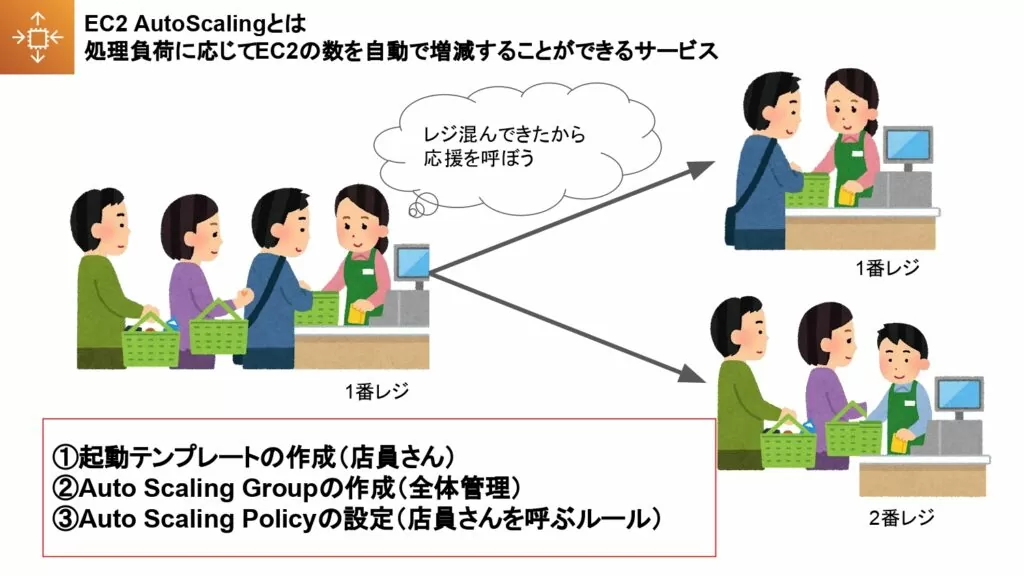 EC2 AutoScalingとは
処理負荷に応じてEC2の数を自動で増減することができるサービス
レジ混んできたから
応援を呼ぼう
1番レジ
1番レジ
2番レジ
①起動テンプレートの作成（店員さん）
②Auto Scaling Groupの作成（全体管理）
③Auto Scaling Policyの設定（店員さんを呼ぶルール）